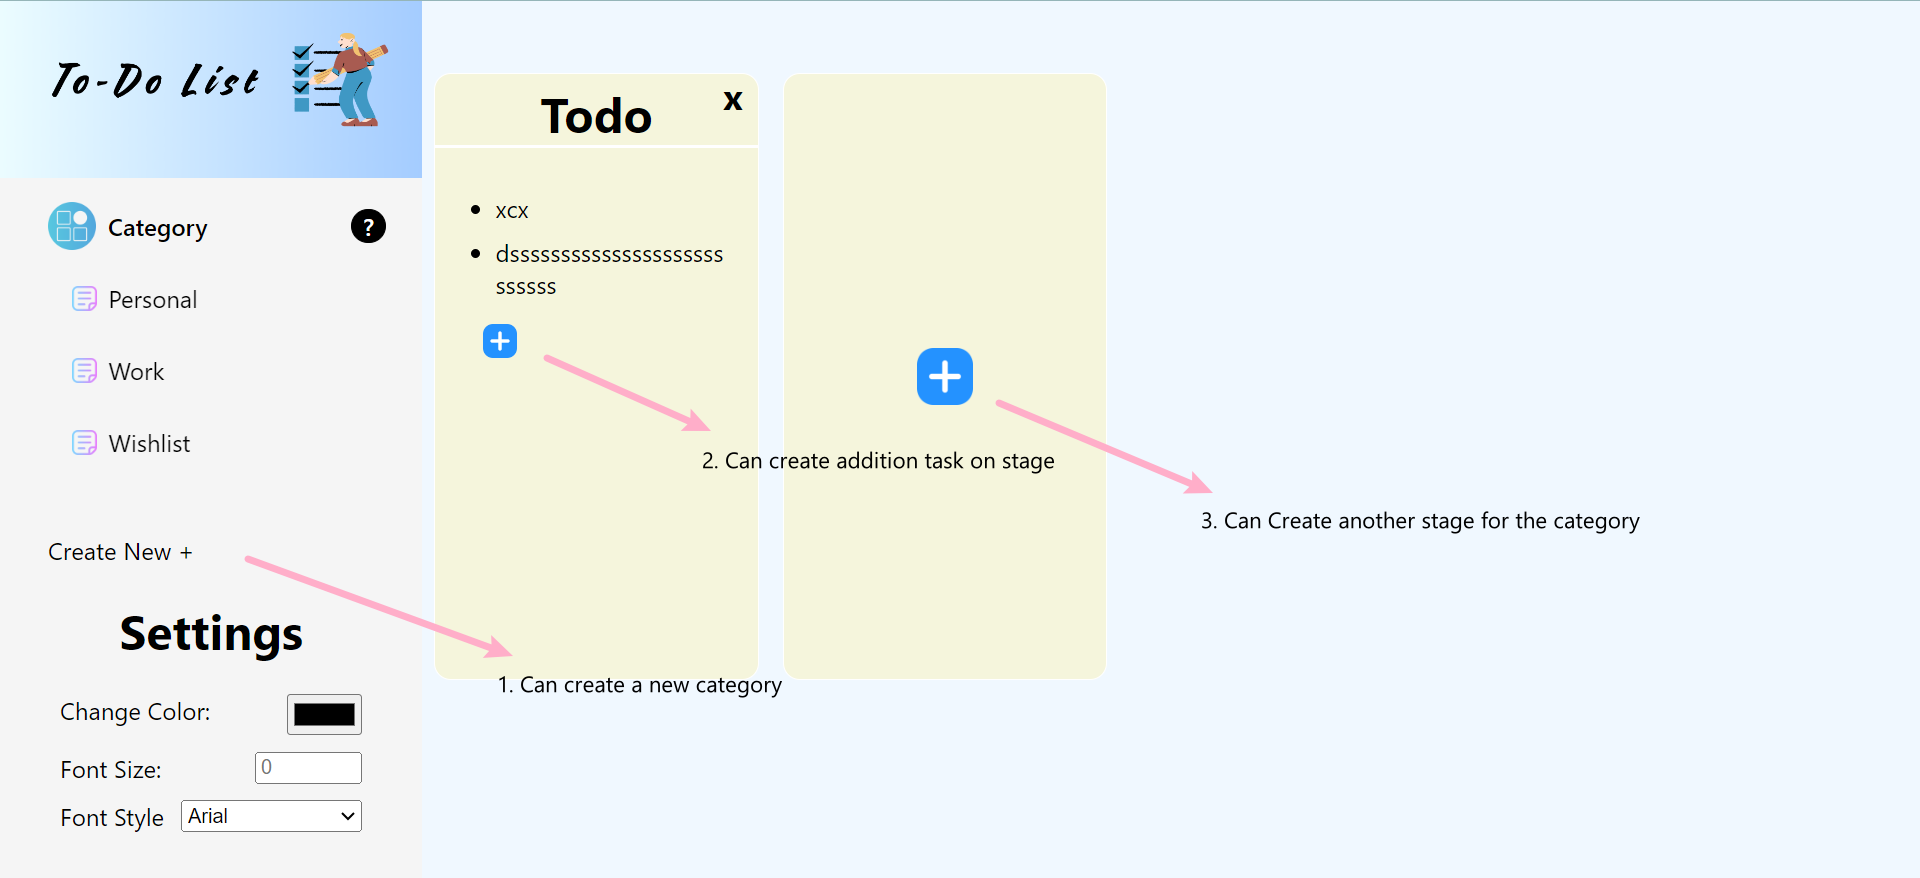 To-Do List
Category
?
Personal
Work
Wishlist
Create New +
Settings
Change Color:
Font Size:
0
Font Style
Arial
Todo
x
xcx
dsssssssssssssssssssss
ssssss
2. Can create addition task on stage
3. Can Create another stage for the category
1. Can create a new category